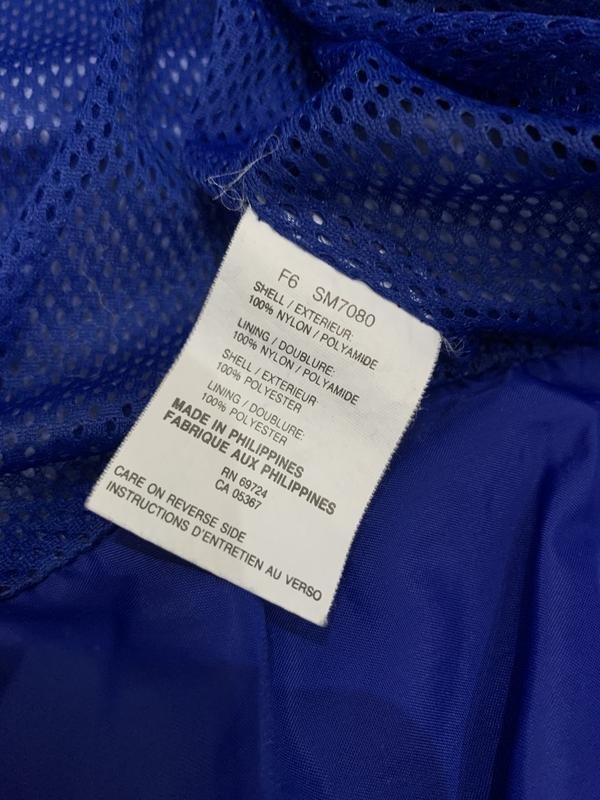 F6 SM7080
SHELL / EXTERIEUR:
100% NYLON / POLYAMIDE
LINING / DOUBLURE:
100% NYLON / POLYAMIDE
SHELL / EXTERIEUR
100% POLYESTER
LINING / DOUBLURE:
100% POLYESTER
MADE IN PHILIPPINES
FABRIQUE AUX PHILIPPINES
RN 69724
CA 05367
CARE ON REVERSE SIDE
INSTRUCTIONS D'ENTRETIEN AU VERSO